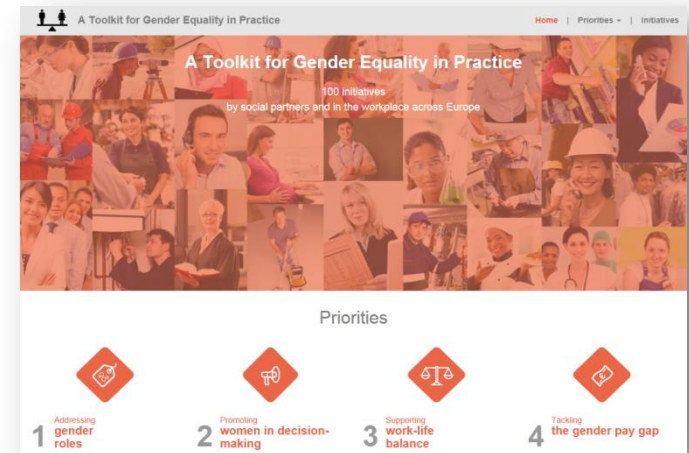 A Toolkit for Gender Equality in Practice
Home | Priorities | Initiatives
A Toolkit for Gender Equality in Practice
100 initiatives
by social partners and in the workplace across Europe
Priorities
1 Addressing
gender
roles
2 Promoting
women in decision-
making
3 Supporting
work-life
balance
4 Tackling
the gender pay gap